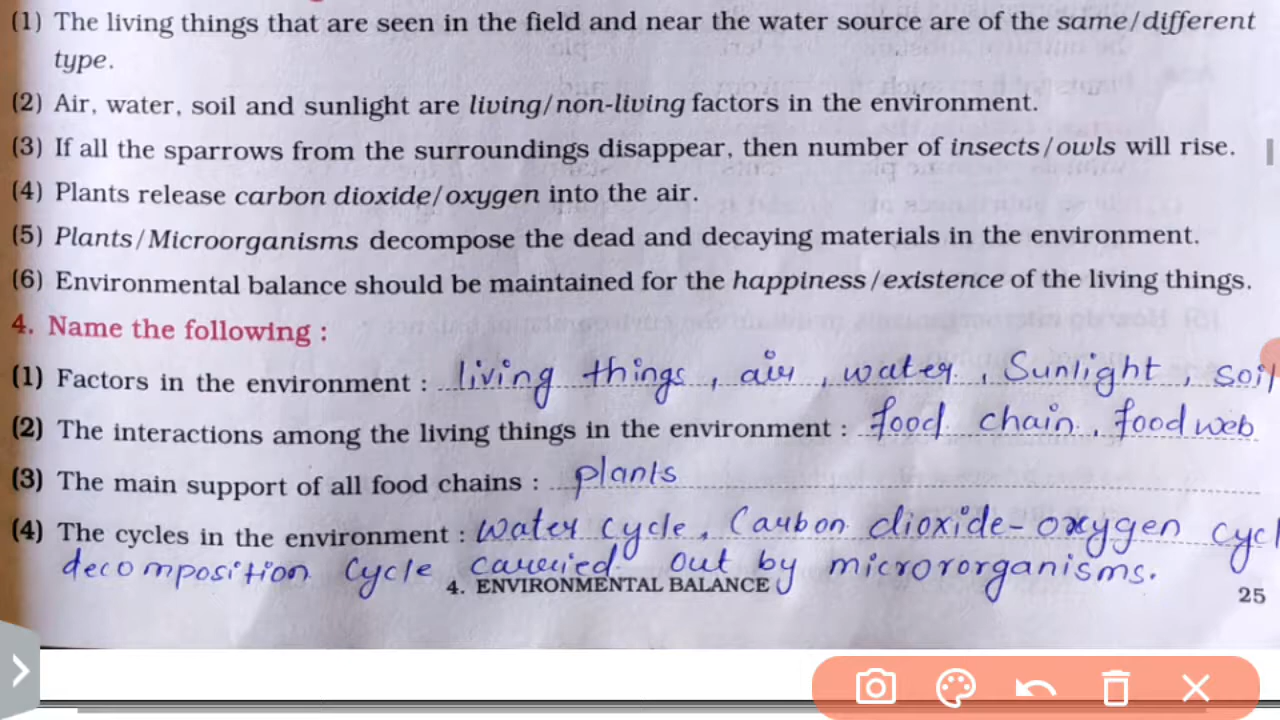 (1) The living things that are seen in the field and near the water source are of the same/different
type.
(2) Air, water, soil and sunlight are living/non-living factors in the environment.
(3) If all the sparrows from the surroundings disappear, then number of insects/owls will rise.
(4) Plants release carbon dioxide/oxygen into the air.
(5) Plants/Microorganisms decompose the dead and decaying materials in the environment.
(6) Environmental balance should be maintained for the happiness/existence of the living things.
4. Name the following :
(1) Factors in the environment : living things, air, water, Sunlight, soil
(2) The interactions among the living things in the environment : food chain, food web
(3) The main support of all food chains : plants
(4) The cycles in the environment : water cycle, Carbon dioxide-oxygen cycl
decomposition Cycle carried out by micrororganisms.
4. ENVIRONMENTAL BALANCE
25